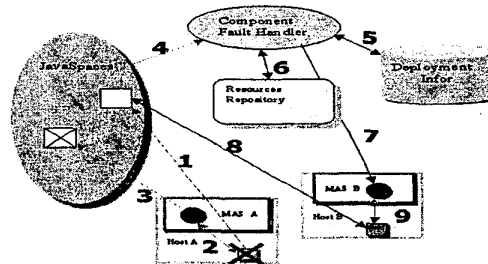 Component
Fault Handler
4
5
JavaSpaces
6
Deployment
Infor
Resources
Repository
7
8
1
3
MAS A
MAS B
Host A
2
Host B
9